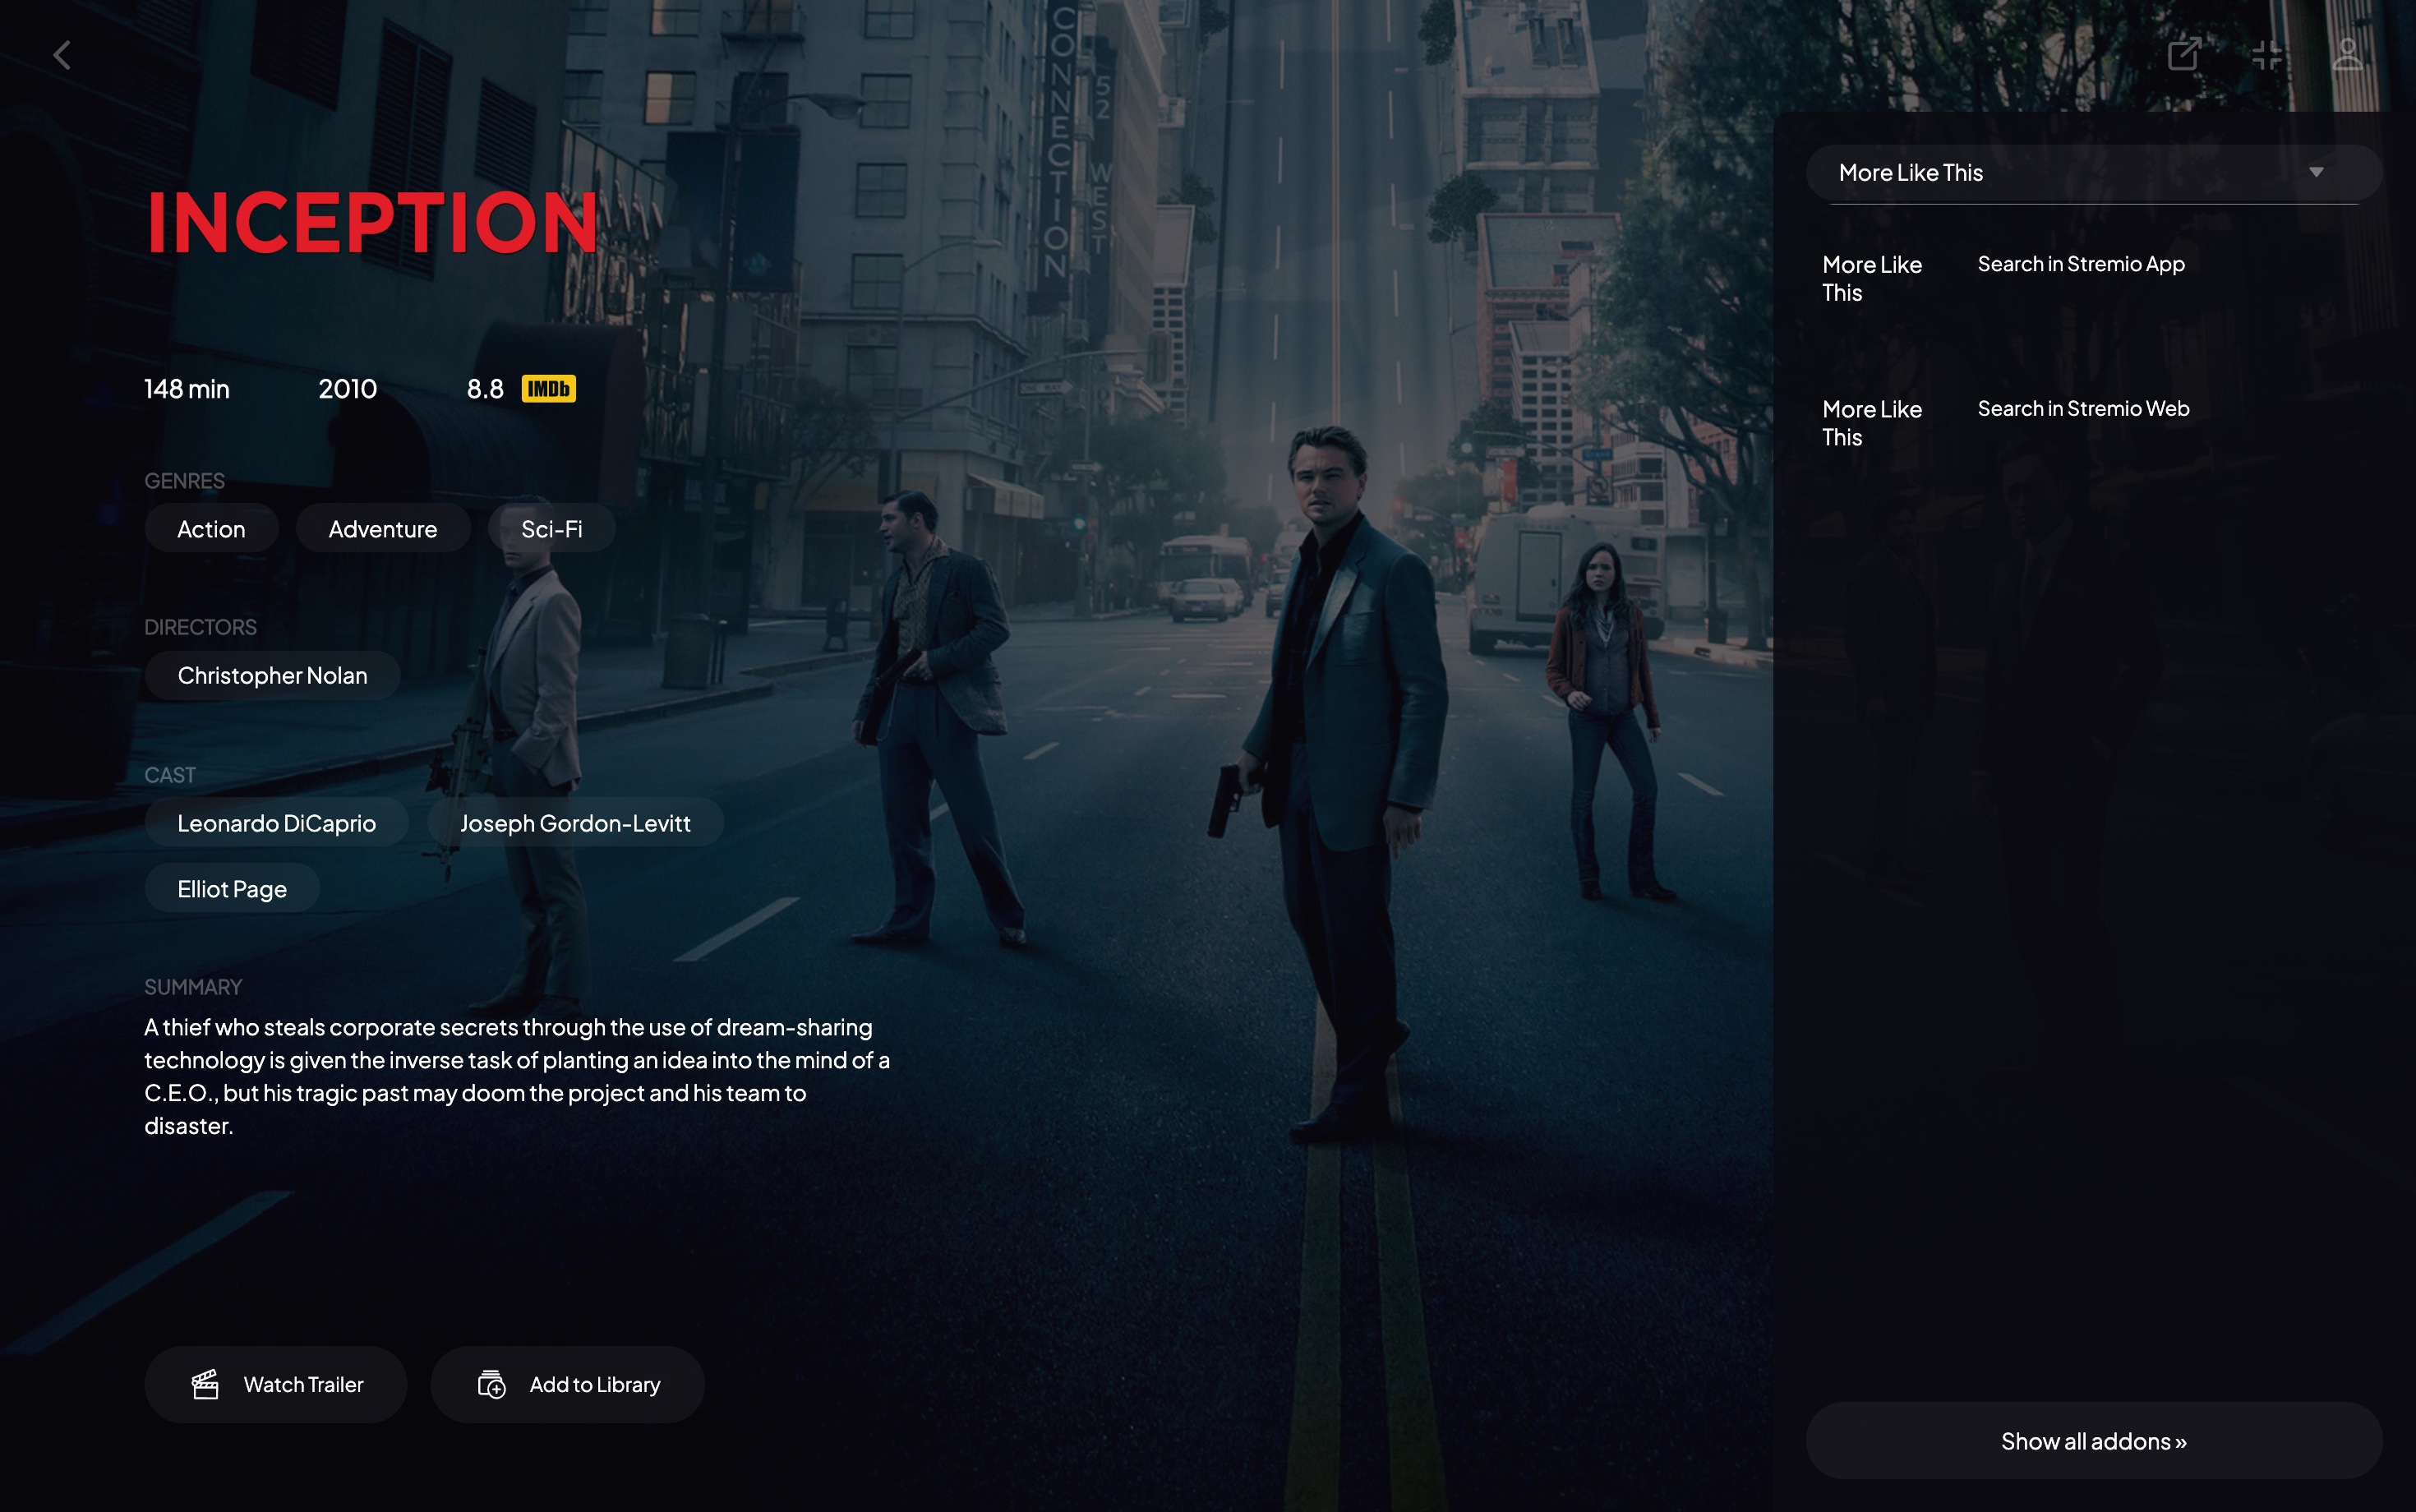 CONNECTION
52 WEST
INCEPTION
148 min 2010 8.8 IMDb
GENRES
Action Adventure Sci-Fi
DIRECTORS
Christopher Nolan
CAST
Leonardo DiCaprio Joseph Gordon-Levitt
Elliot Page
SUMMARY
A thief who steals corporate secrets through the use of dream-sharing
technology is given the inverse task of planting an idea into the mind of a
C.E.O., but his tragic past may doom the project and his team to
disaster.
Watch Trailer Add to Library
More Like This
More Like
This
Search in Stremio App
More Like
This
Search in Stremio Web
Show all addons »